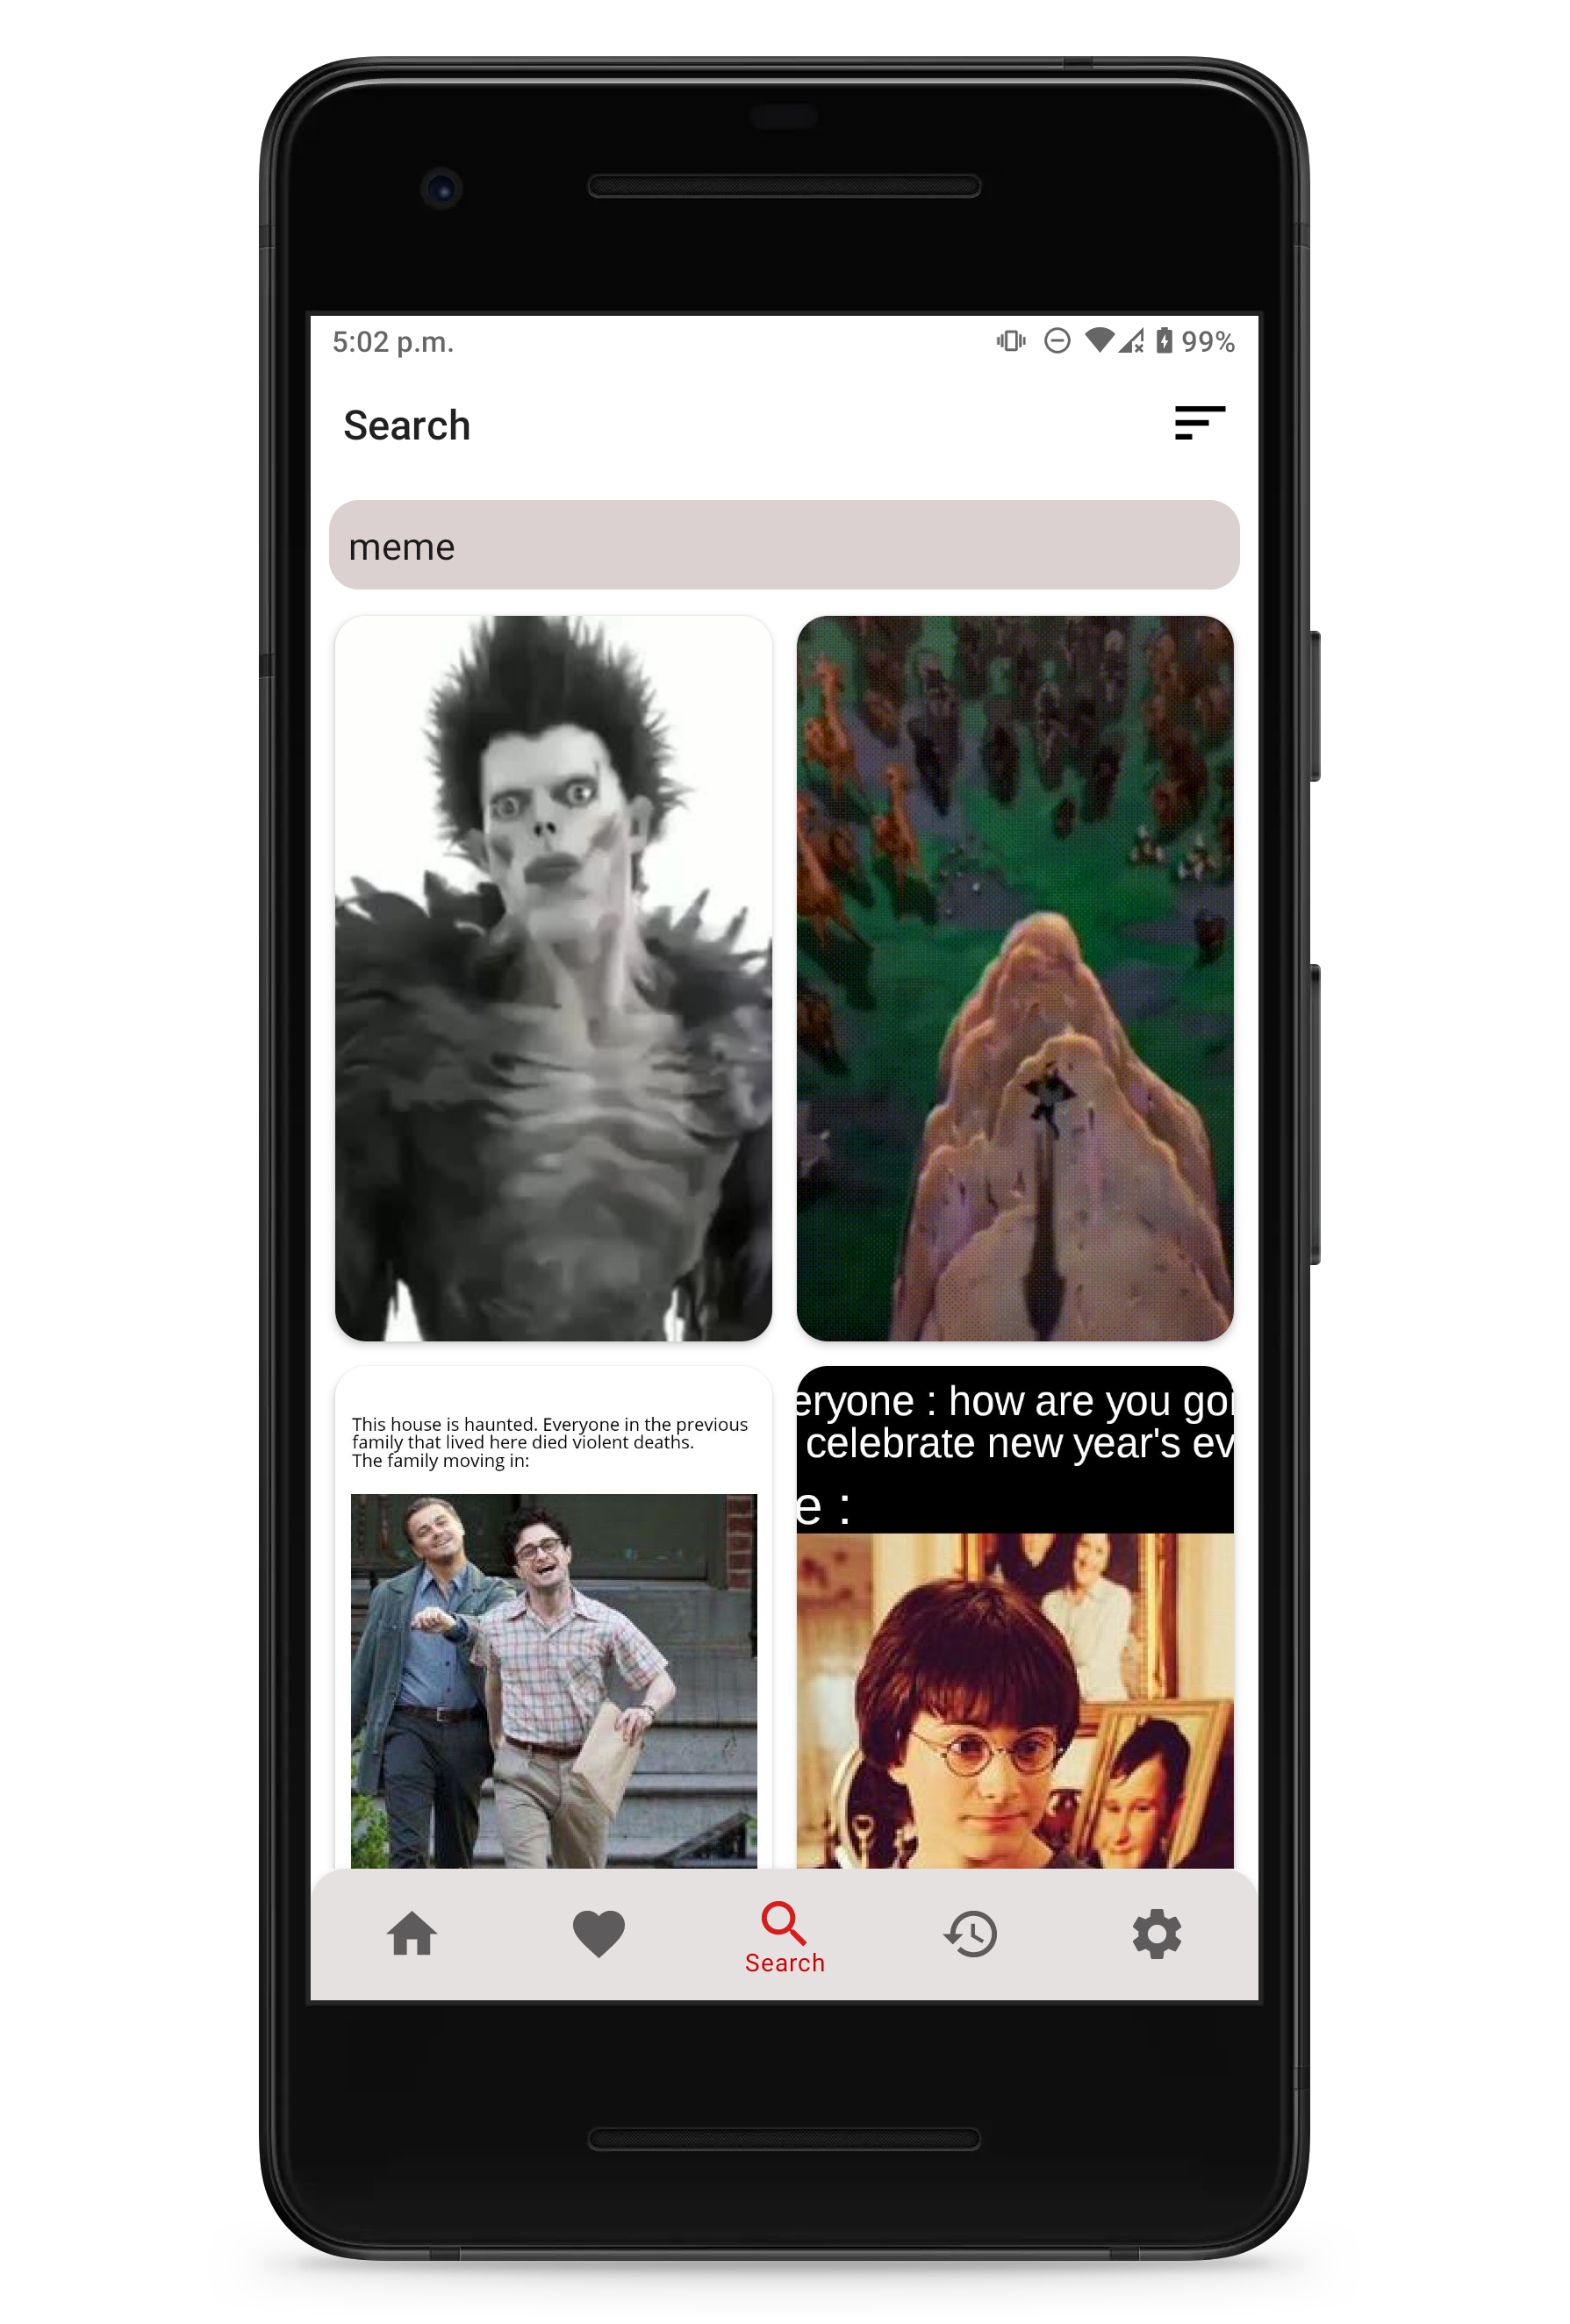 5:02 p.m. 99%
Search
meme
This house is haunted. Everyone in the previous
family that lived here died violent deaths.
The family moving in:
eryone : how are you go
celebrate new year's ev
e :
Search